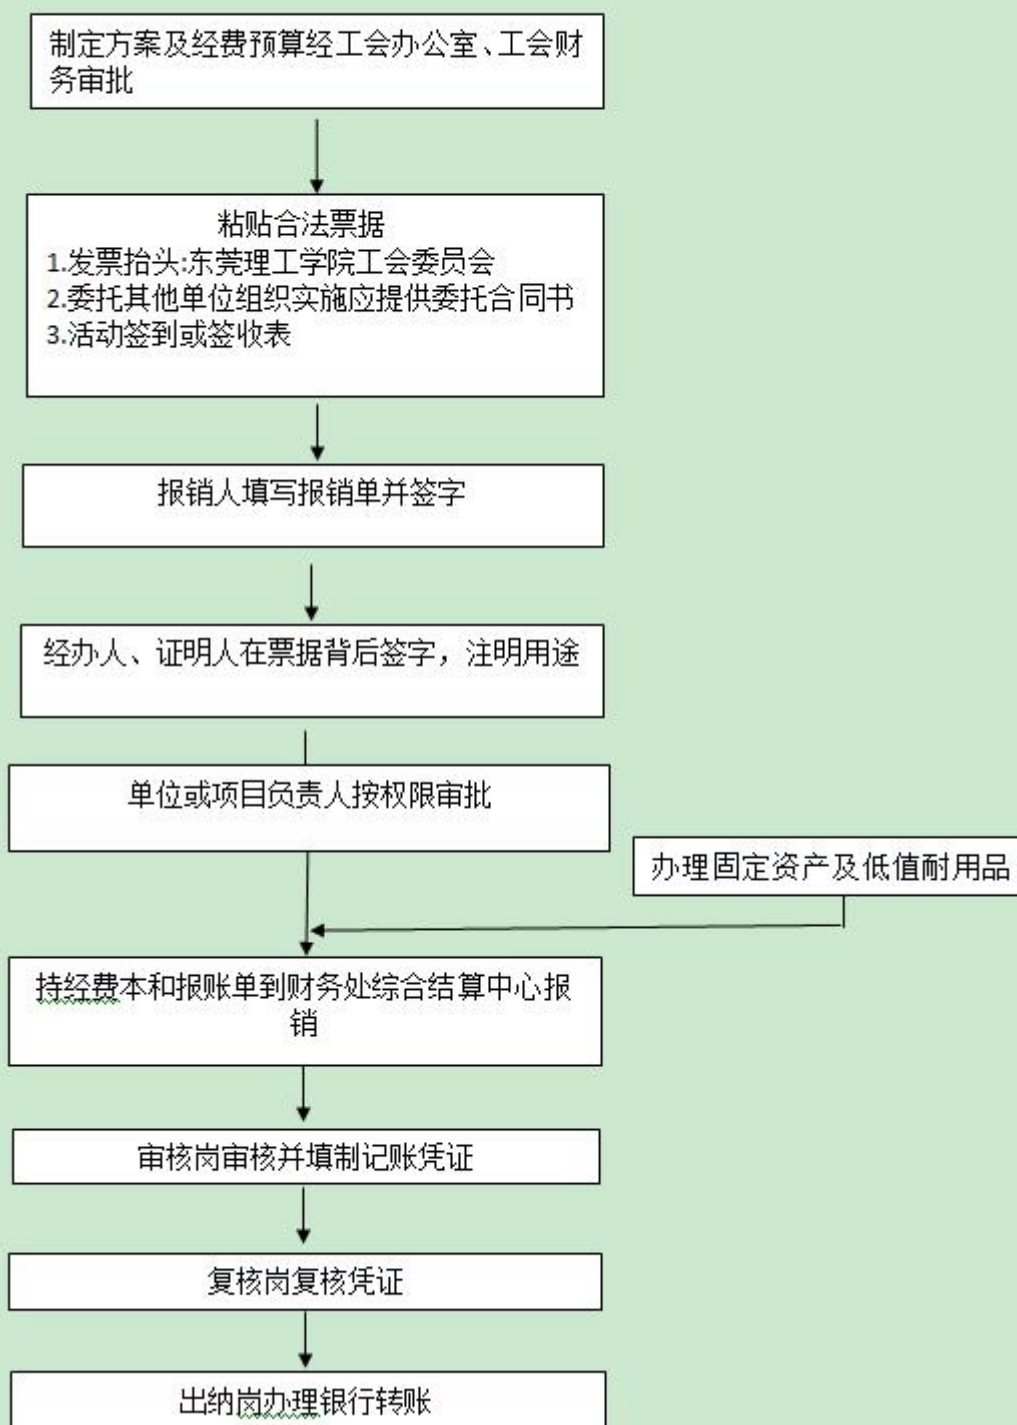 制定方案及经费预算经工会办公室、工会财
务审批
粘贴合法票据
1.发票抬头:东莞理工学院工会委员会
2.委托其他单位组织实施应提供委托合同书
3.活动签到或签收表
报销人填写报销单并签字
经办人、证明人在票据背后签字，注明用途
单位或项目负责人按权限审批
办理固定资产及低值耐用品
持经费本和报账单到财务处综合结算中心报
销
审核岗审核并填制记账凭证
复核岗复核凭证
出纳岗办理银行转账